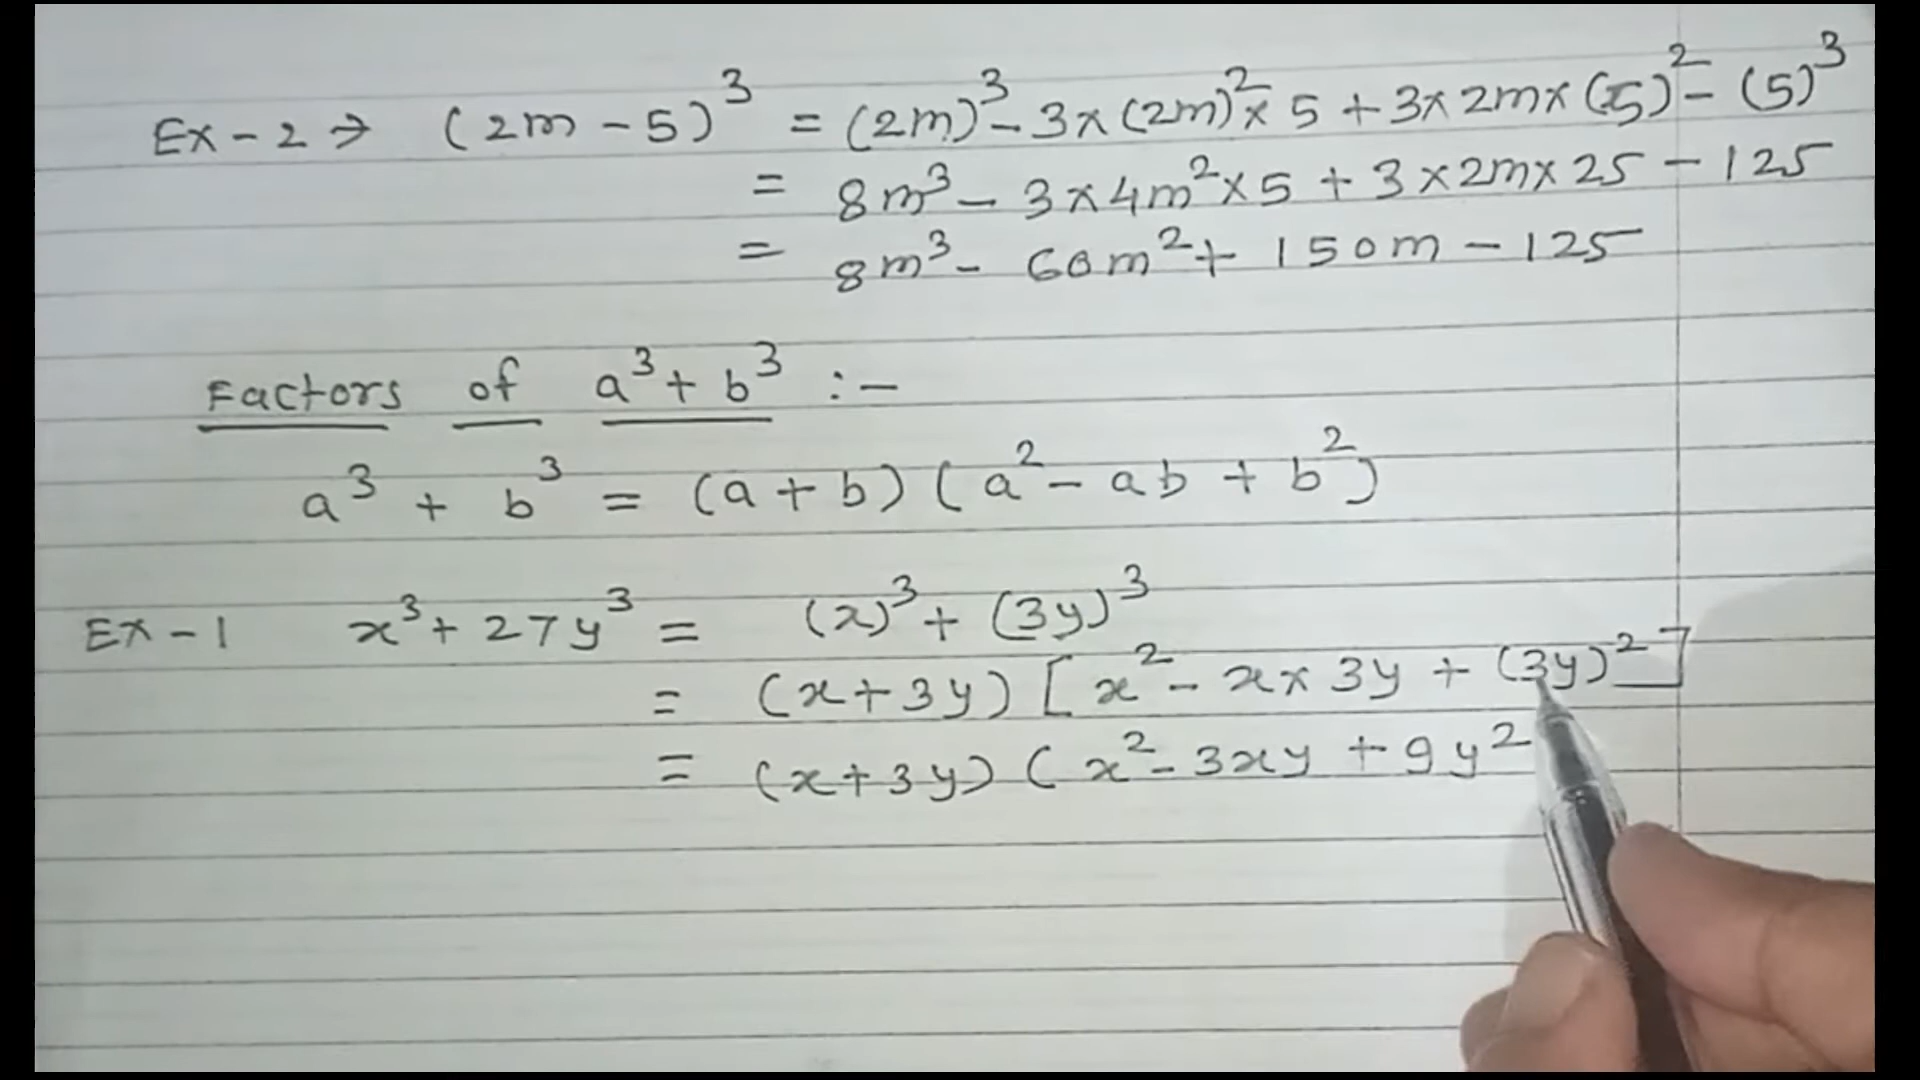 Ex-2 → (2m - 5)³ = (2m)³ - 3×(2m)²× 5 + 3×2m×(5)² - (5)³
= 8m³ - 3×4m²×5 + 3×2m×25 - 125
= 8m³ - 60m² + 150m - 125
Factors of a³ + b³ :-
a³ + b³ = (a + b) (a² - ab + b²)
Ex-1 x³ + 27y³ = (x)³ + (3y)³
= (x + 3y) [x² - x×3y + (3y)²]
= (x + 3y) (x² - 3xy + 9y²